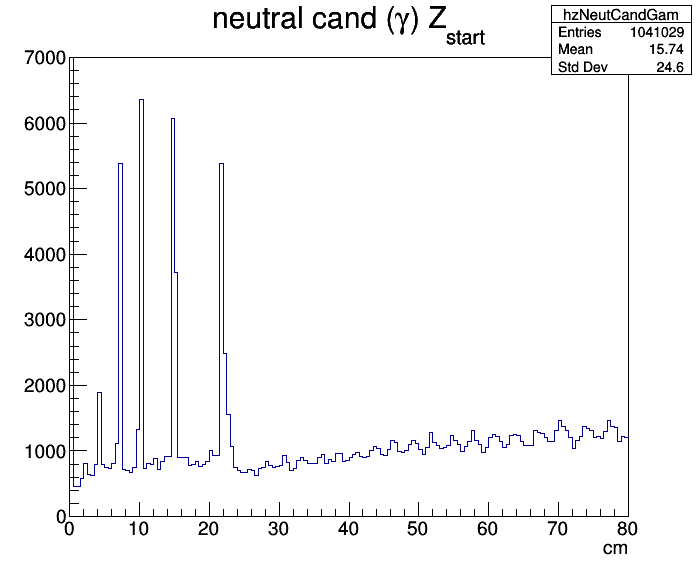 neutral cand (γ) Z_start
hzNeutCandGam
Entries 1041029
Mean 15.74
Std Dev 24.6
7000
6000
5000
4000
3000
2000
1000
0
0 10 20 30 40 50 60 70 80
cm